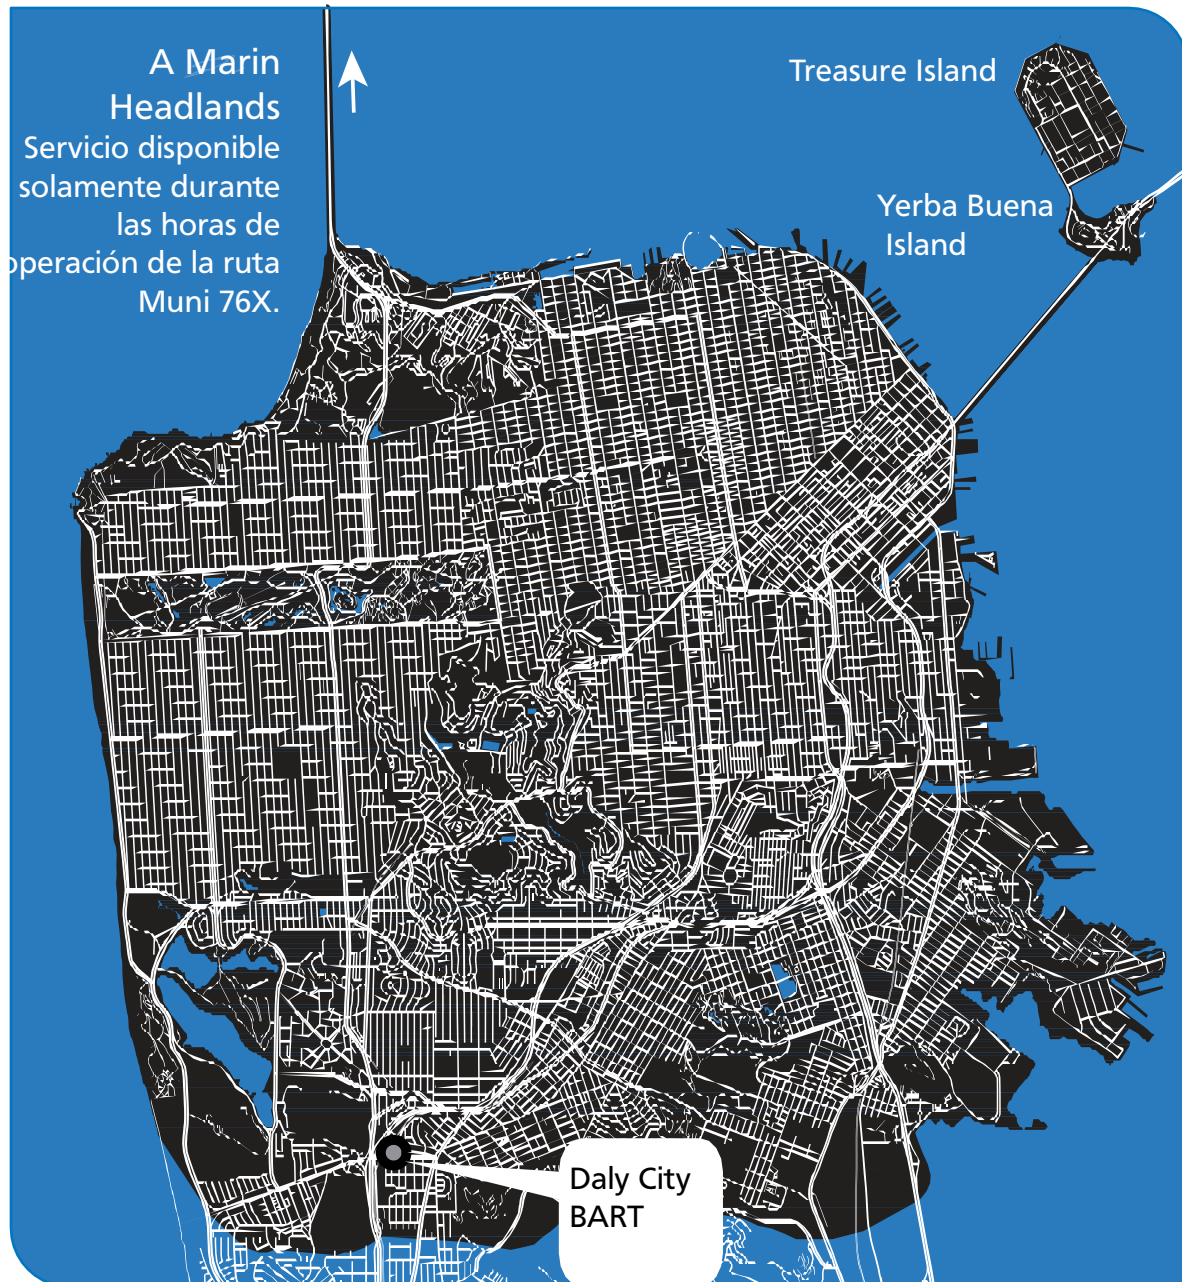 A Marin
Headlands
Servicio disponible
solamente durante
las horas de
operación de la ruta
Muni 76X.
Treasure Island
Yerba Buena
Island
Daly City
BART